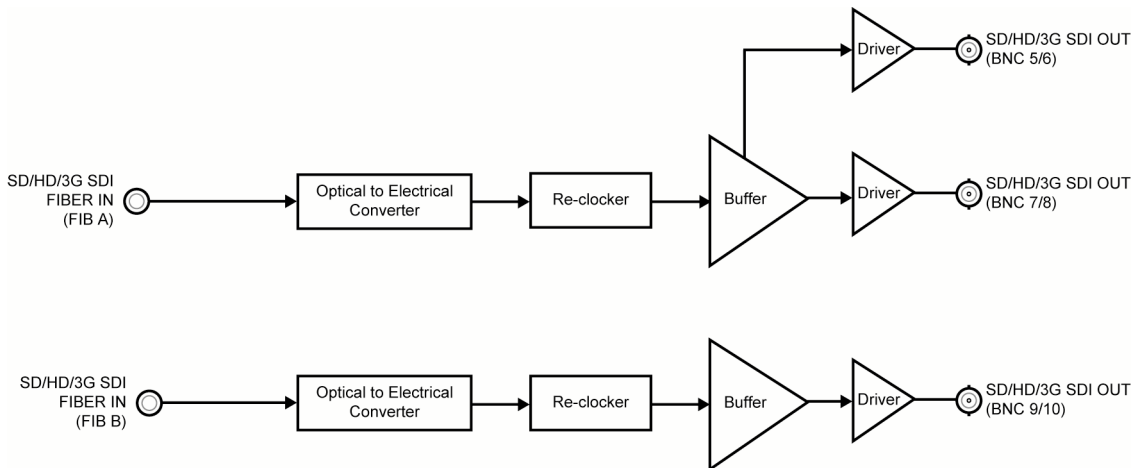 SD/HD/3G SDI OUT
(BNC 5/6)
Driver
SD/HD/3G SDI
FIBER IN
(FIB A)
Optical to Electrical
Converter
Re-clocker
Buffer
Driver
SD/HD/3G SDI OUT
(BNC 7/8)
SD/HD/3G SDI
FIBER IN
(FIB B)
Optical to Electrical
Converter
Re-clocker
Buffer
Driver
SD/HD/3G SDI OUT
(BNC 9/10)